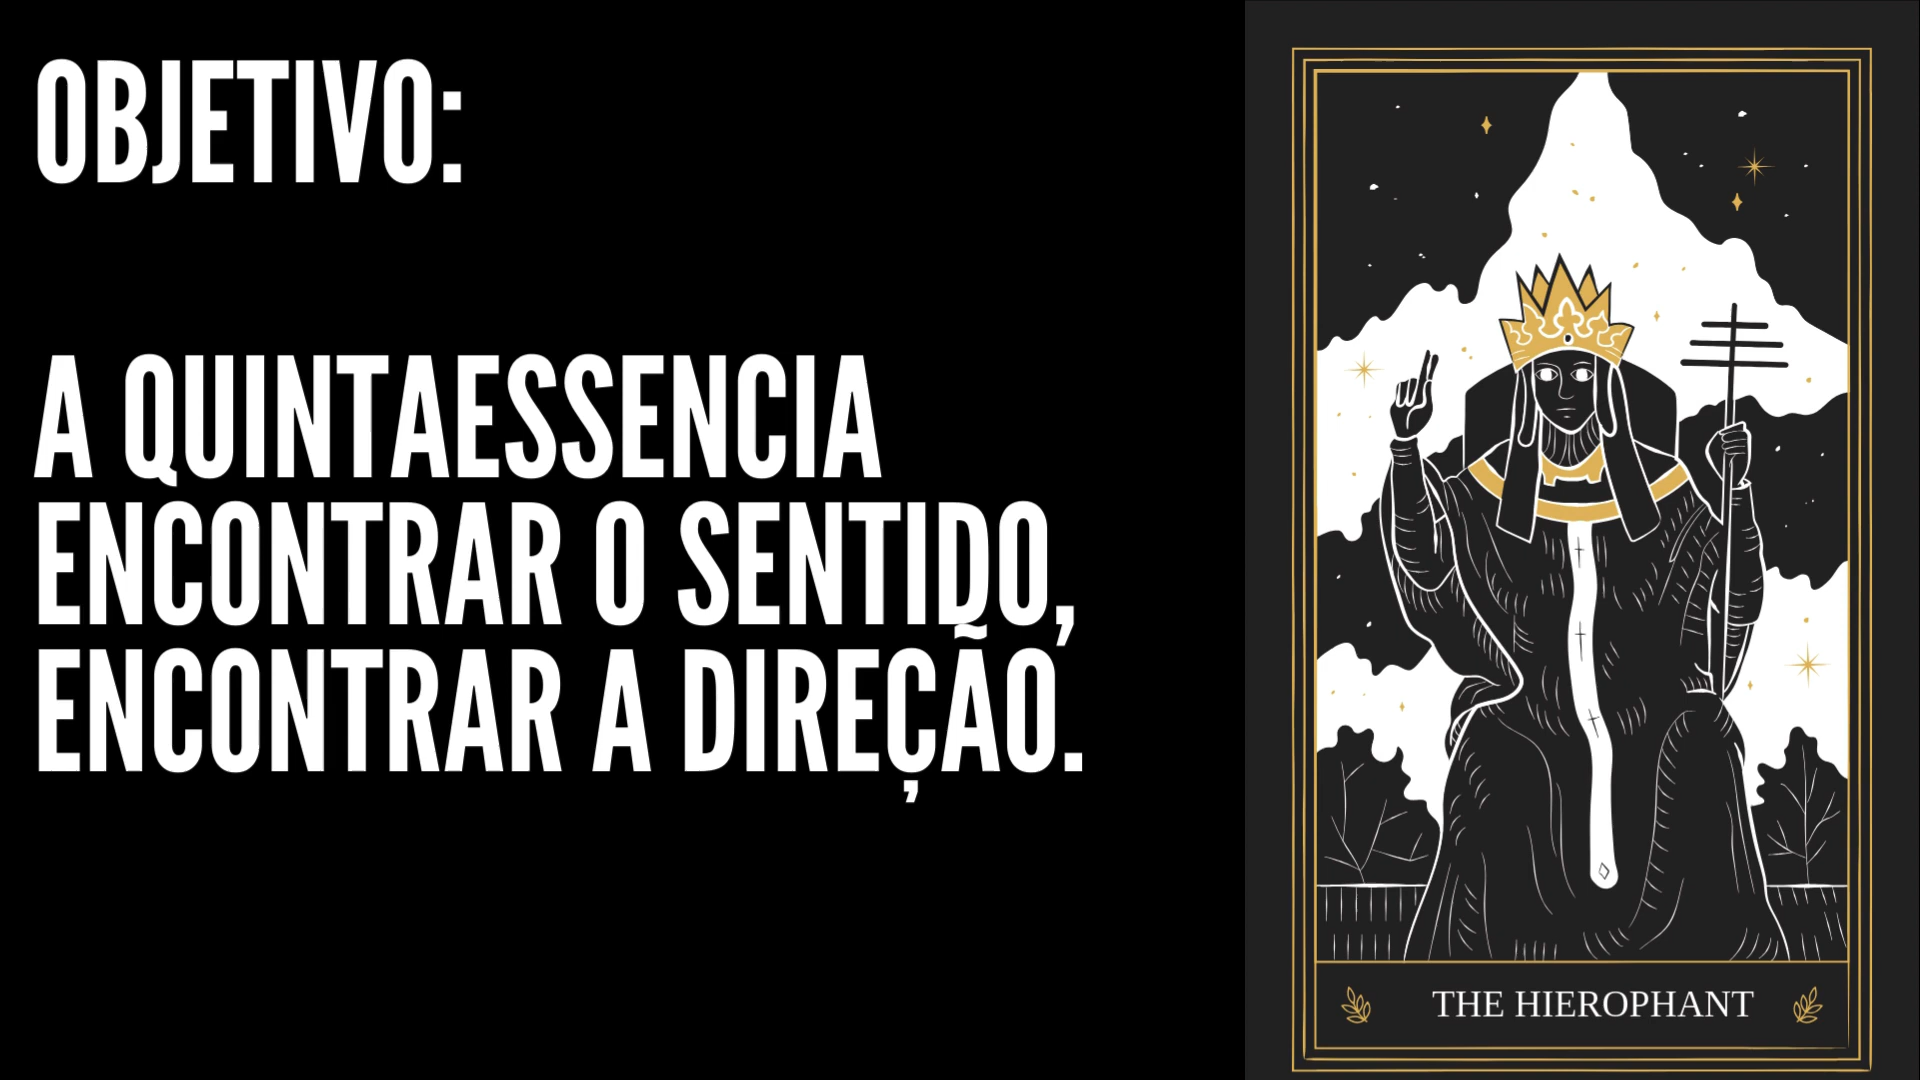 OBJETIVO:
A QUINTAESSENCIA
ENCONTRAR O SENTIDO,
ENCONTRAR A DIREÇÃO.
THE HIEROPHANT